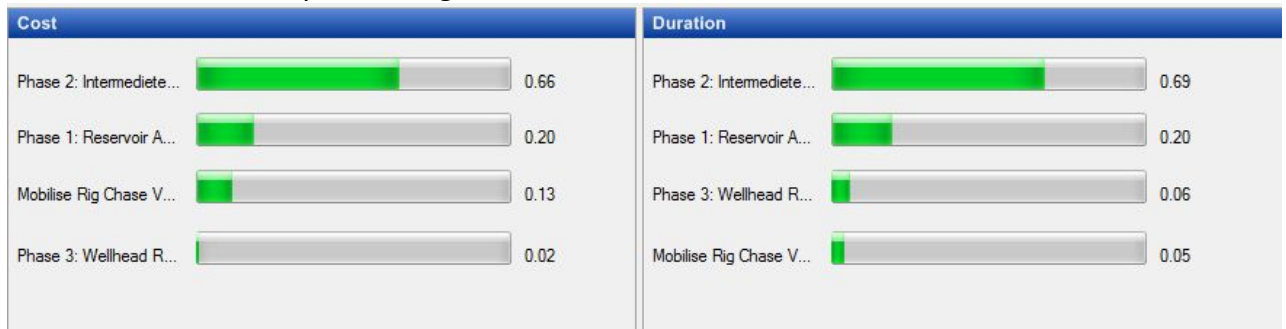 Cost
Phase 2: Intermediete... 0.66
Phase 1: Reservoir A... 0.20
Mobilise Rig Chase V... 0.13
Phase 3: Wellhead R... 0.02
Duration
Phase 2: Intermediete... 0.69
Phase 1: Reservoir A... 0.20
Phase 3: Wellhead R... 0.06
Mobilise Rig Chase V... 0.05